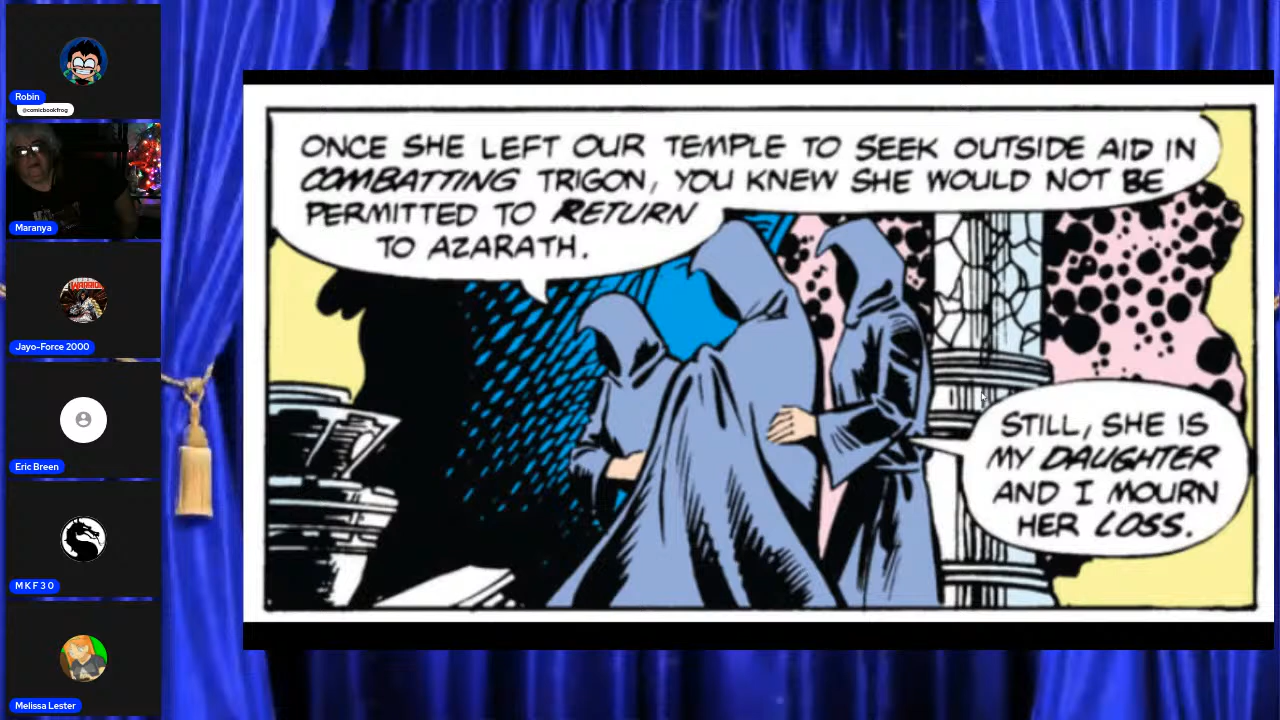 Robin
@comicbookfrog
Maranya
Jayo-Force 2000
Eric Breen
M K F 3 0
Melissa Lester
ONCE SHE LEFT OUR TEMPLE TO SEEK OUTSIDE AID IN
COMBATTING TRIGON, YOU KNEW SHE WOULD NOT BE
PERMITTED TO RETURN
TO AZARATH.
STILL, SHE IS
MY DAUGHTER
AND I MOURN
HER LOSS.